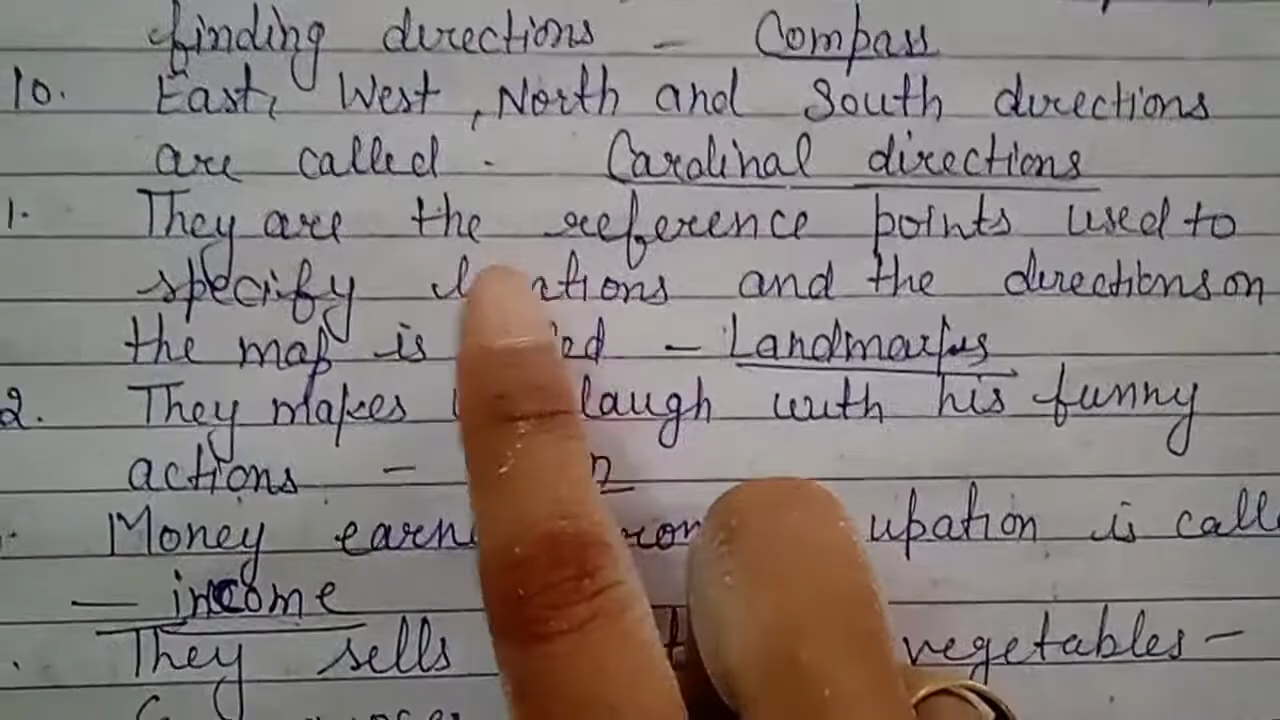 finding directions - Compass
10. East, West, North and South directions
are called - Cardinal directions
1. They are the reference points used to
specify and the directions on
the map is - Landmarks
2. They makes laugh with his funny
actions -
Money is call
- income
They sells vegetables -